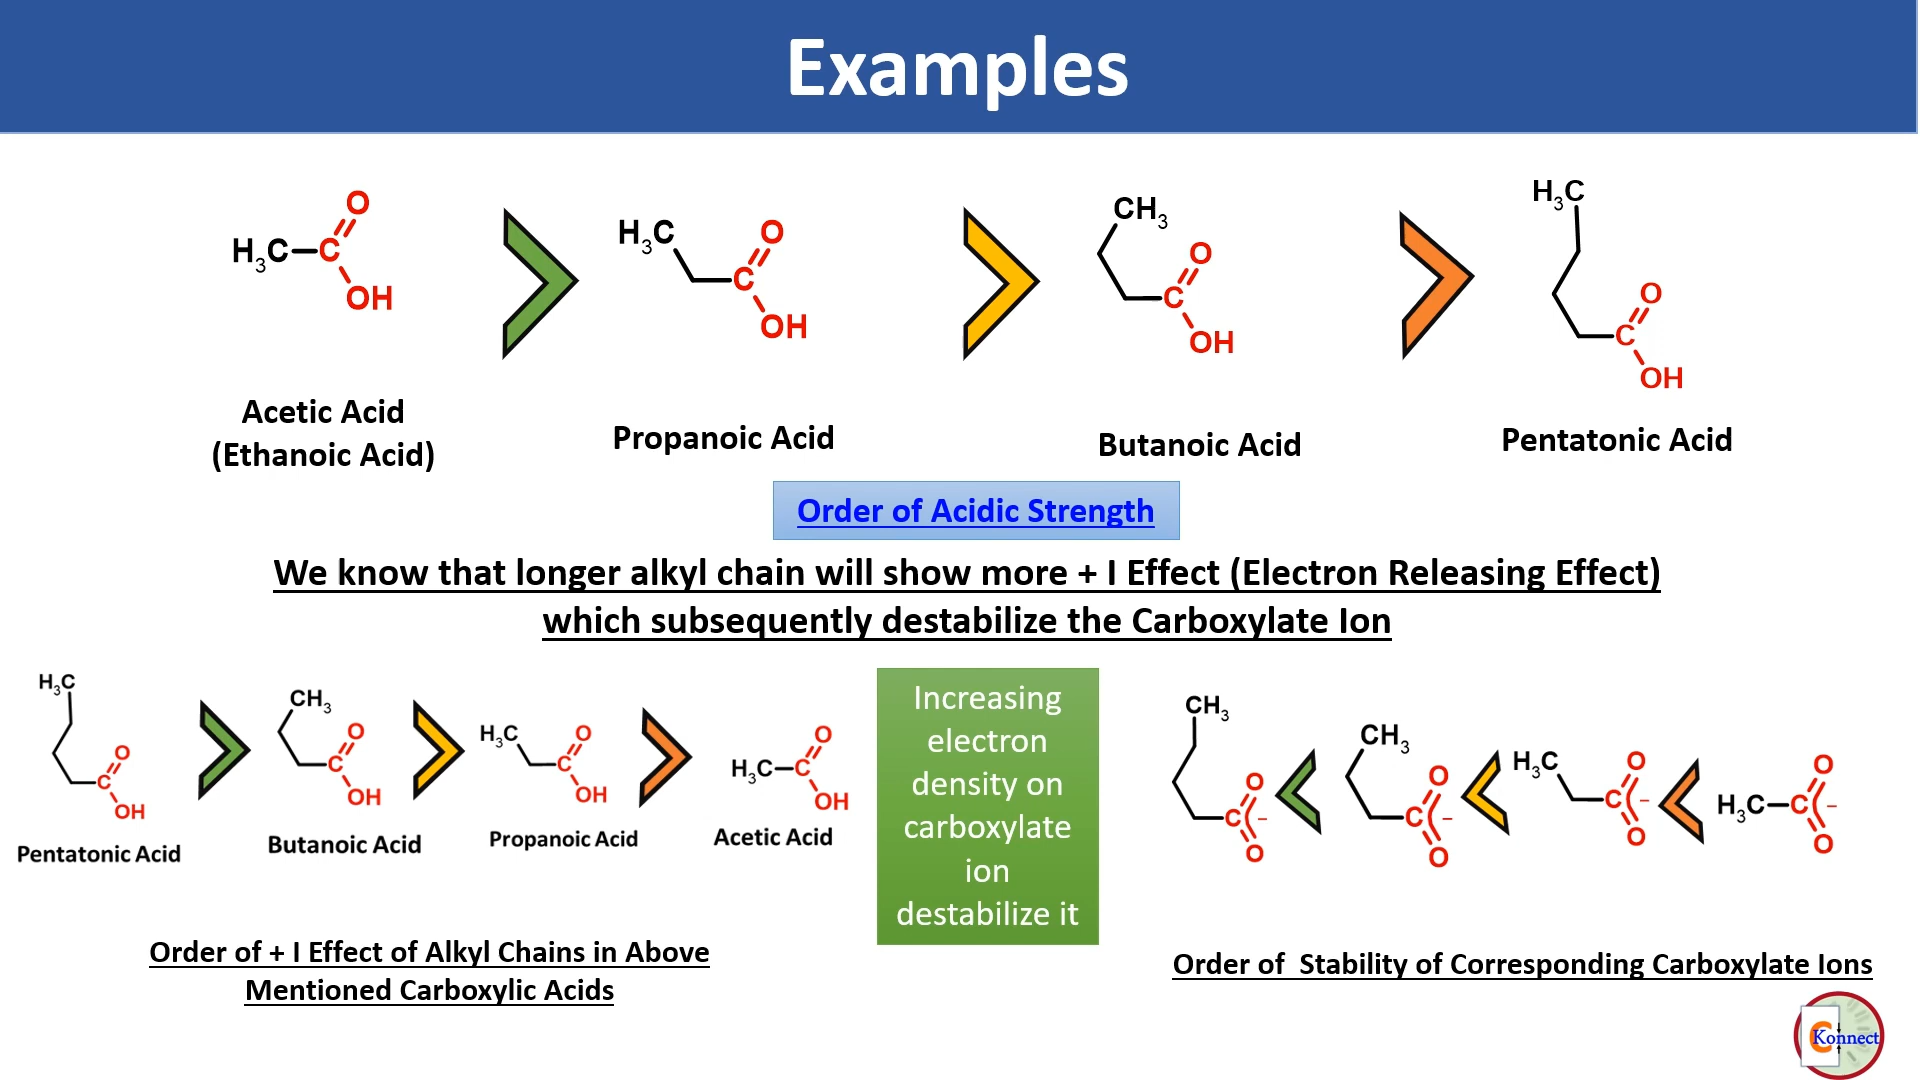 Examples
H3C C O OH
H3C C O OH
CH3 C O OH
H3C C O OH
Acetic Acid
(Ethanoic Acid)
Propanoic Acid
Butanoic Acid
Pentatonic Acid
Order of Acidic Strength
We know that longer alkyl chain will show more + I Effect (Electron Releasing Effect)
which subsequently destabilize the Carboxylate Ion
H3C C O OH
CH3 C O OH
H3C C O OH
H3C C O OH
Pentatonic Acid
Butanoic Acid
Propanoic Acid
Acetic Acid
Order of + I Effect of Alkyl Chains in Above
Mentioned Carboxylic Acids
Increasing
electron
density on
carboxylate
ion
destabilize it
CH3 C O O –
CH3 C O O –
H3C C O O –
H3C C O O –
Order of  Stability of Corresponding Carboxylate Ions
C Konnect